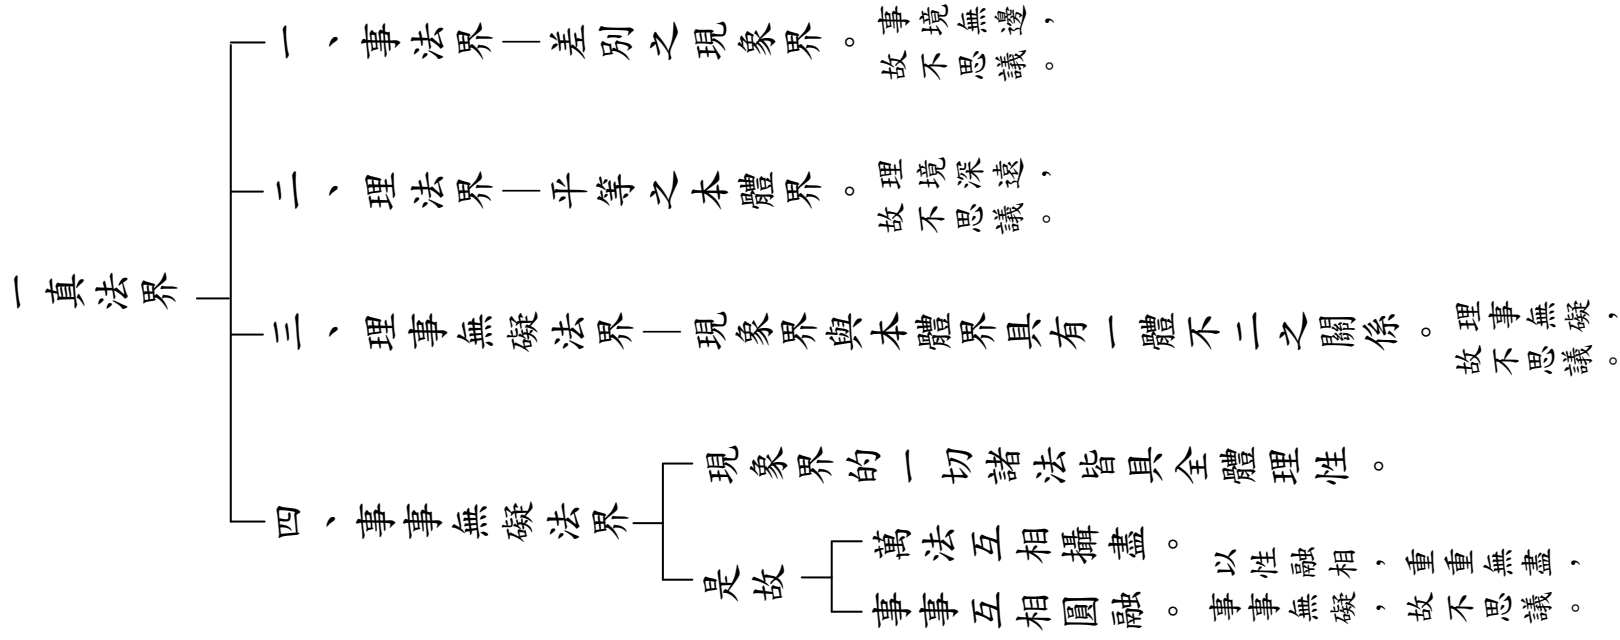 一真法界
一、事法界—差別之現象界。
事境無邊，
故不思議。
二、理法界—平等之本體界。
理境深遠，
故不思議。
三、理事無礙法界—現象界與本體界具有一體不二之關係。
理事無礙，
故不思議。
四、事事無礙法界
現象界的一切諸法皆具全體理性。
是故
萬法互相攝盡。
事事互相圓融。
以性融相，重重無盡，
事事無礙，故不思議。